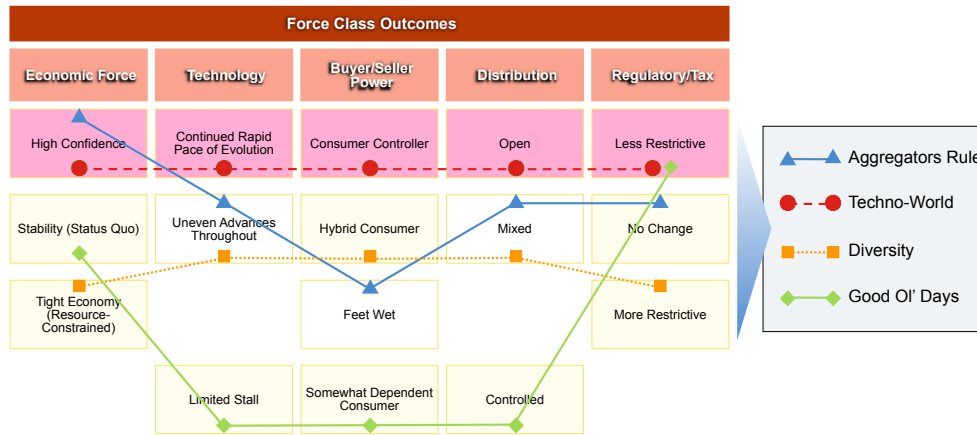 Force Class Outcomes
Economic Force
Technology
Buyer/Seller
Power
Distribution
Regulatory/Tax
High Confidence
Continued Rapid
Pace of Evolution
Consumer Controller
Open
Less Restrictive
Stability (Status Quo)
Uneven Advances
Throughout
Hybrid Consumer
Mixed
No Change
Tight Economy
(Resource-
Constrained)
Feet Wet
More Restrictive
Limited Stall
Somewhat Dependent
Consumer
Controlled
Aggregators Rule
Techno-World
Diversity
Good Ol’ Days